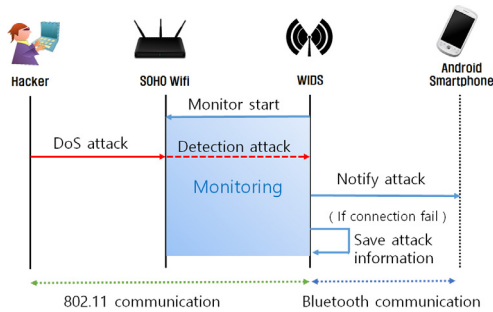 Hacker
SOHO Wifi
WIDS
Android
Smartphone
Monitor start
DoS attack
Detection attack
Monitoring
Notify attack
( If connection fail )
Save attack
information
802.11 communication
Bluetooth communication